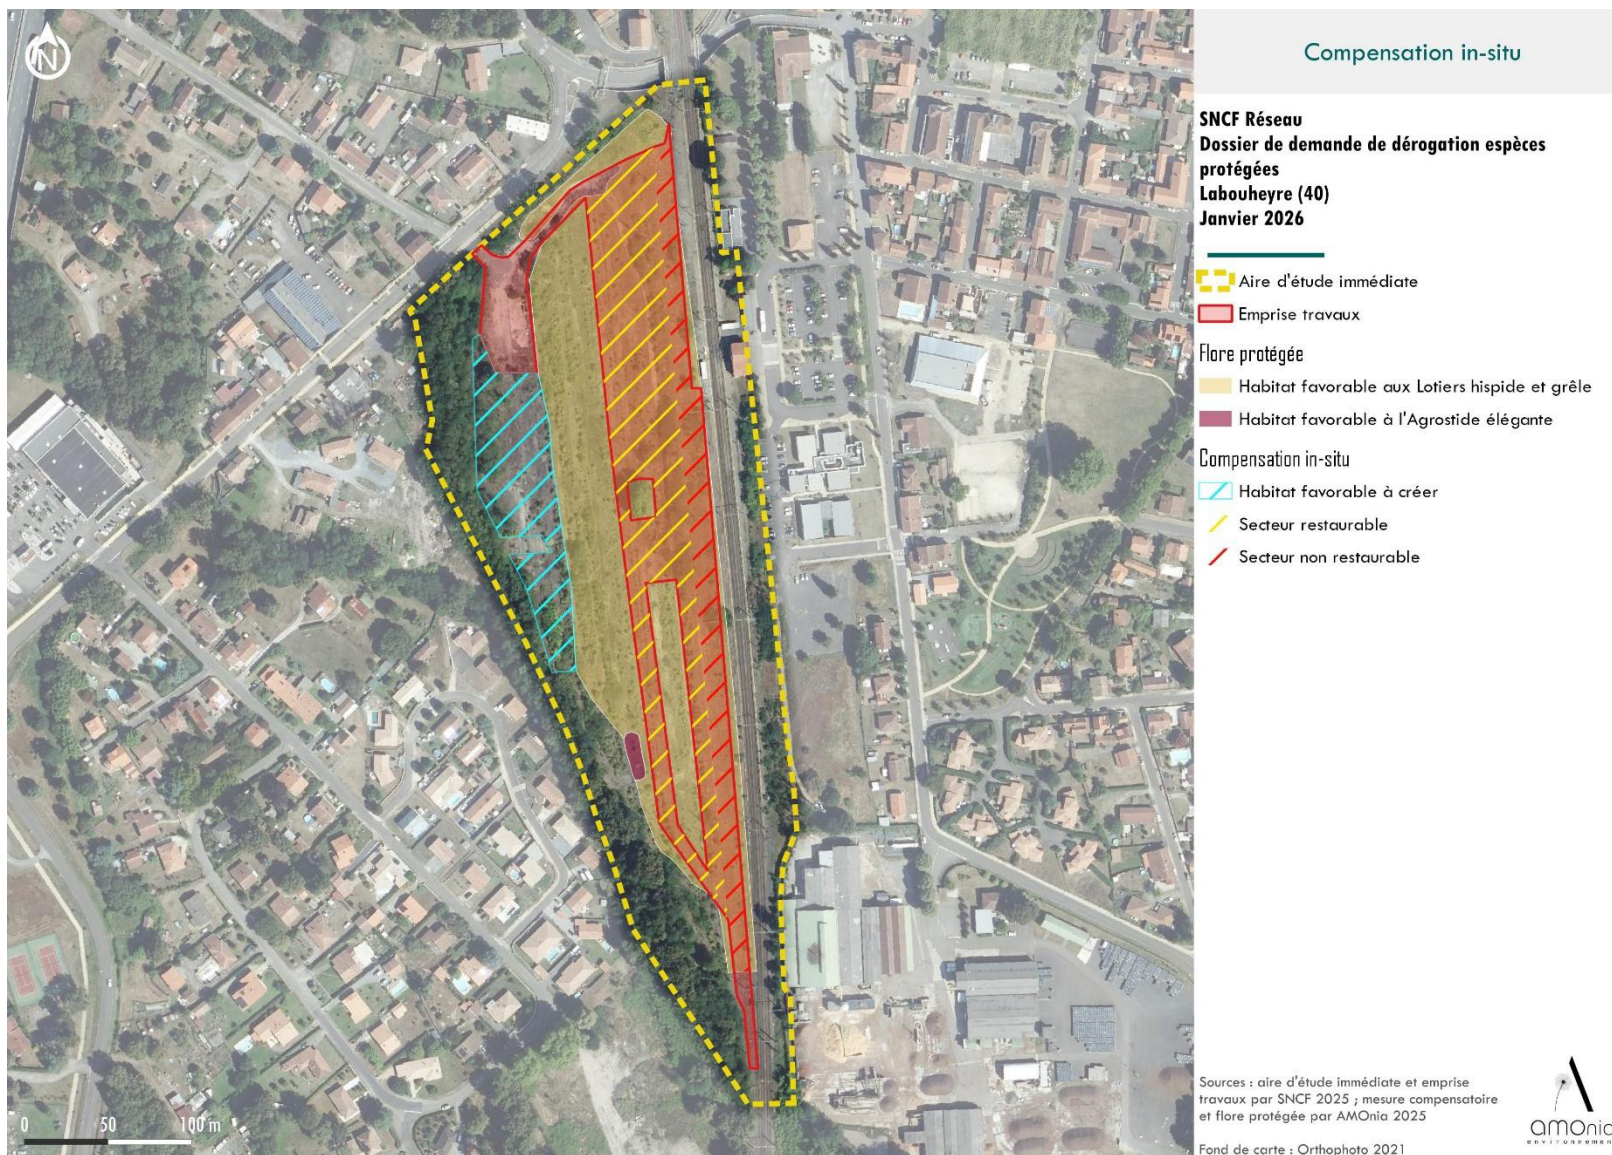 N
Compensation in-situ
SNCF Réseau
Dossier de demande de dérogation espèces
protégées
Labouheyre (40)
Janvier 2026
Aire d'étude immédiate
Emprise travaux
Flore protégée
Habitat favorable aux Lotiers hispide et grêle
Habitat favorable à l'Agrostide élégante
Compensation in-situ
Habitat favorable à créer
Secteur restaurable
Secteur non restaurable
Sources : aire d'étude immédiate et emprise
travaux par SNCF 2025 ; mesure compensatoire
et flore protégée par AMOnia 2025
Fond de carte : Orthophoto 2021
amOnia
environnement
0 50 100 m